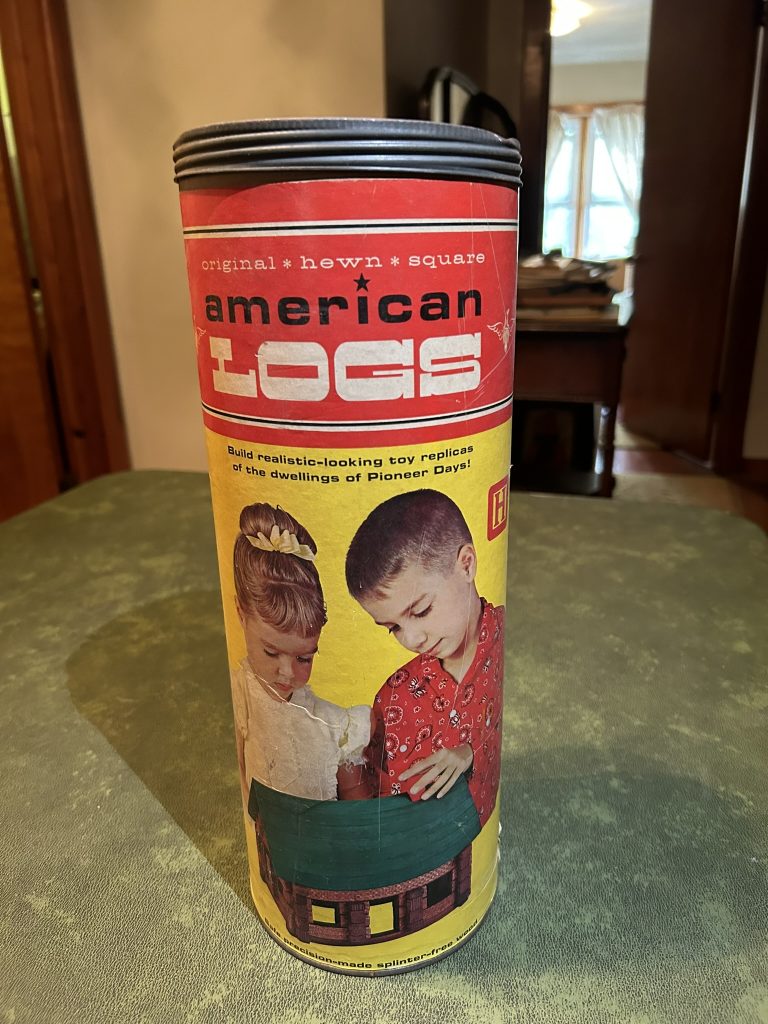 original * hewn * square
american
LOGS
Build realistic-looking toy replicas
of the dwellings of Pioneer Days!
H
precision-made splinter-free wood